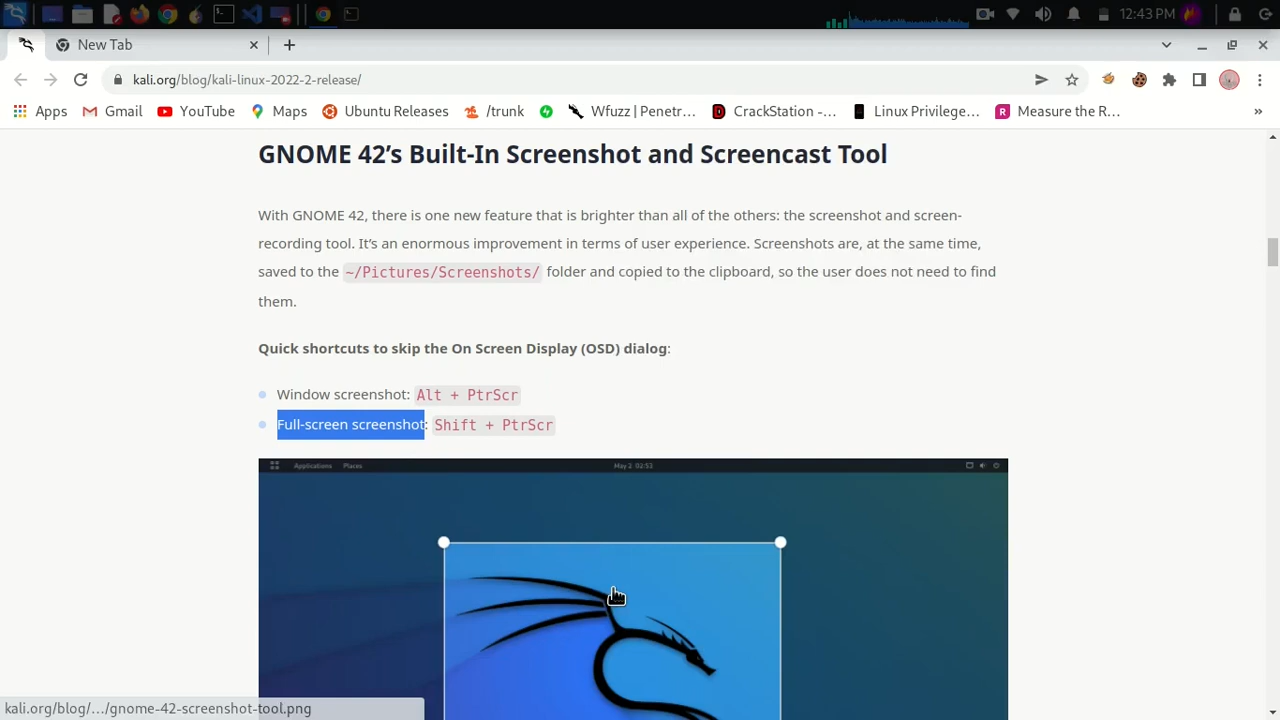 12:43 PM
New Tab
kali.org/blog/kali-linux-2022-2-release/
Apps Gmail YouTube Maps Ubuntu Releases /trunk Wfuzz | Penetr… CrackStation -… Linux Privilege… Measure the R… »
GNOME 42’s Built-In Screenshot and Screencast Tool
With GNOME 42, there is one new feature that is brighter than all of the others: the screenshot and screen-
recording tool. It’s an enormous improvement in terms of user experience. Screenshots are, at the same time,
saved to the ~/Pictures/Screenshots/ folder and copied to the clipboard, so the user does not need to find
them.
Quick shortcuts to skip the On Screen Display (OSD) dialog:
Window screenshot: Alt + PtrScr
Full-screen screenshot: Shift + PtrScr
Applications Places May 2 02:53
kali.org/blog/…/gnome-42-screenshot-tool.png